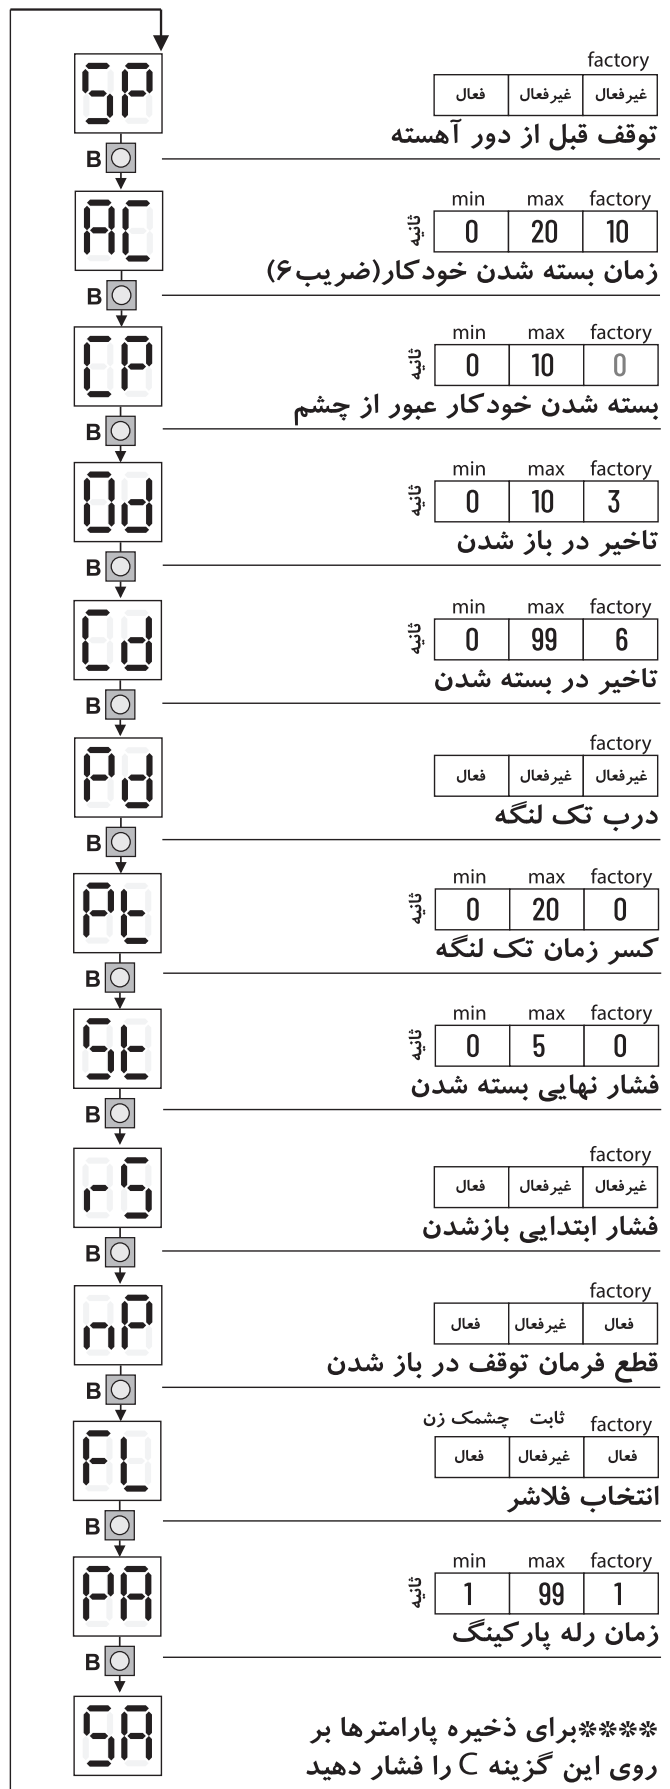 SP
factory
فعال غیرفعال غیرفعال
توقف قبل از دور آهسته
B
AC
min max factory
ثانیه 0 20 10
زمان بسته شدن خودکار(ضریب۶)
B
CP
min max factory
ثانیه 0 10 0
بسته شدن خودکار عبور از چشم
B
Od
min max factory
ثانیه 0 10 3
تاخیر در باز شدن
B
Cd
min max factory
ثانیه 0 99 6
تاخیر در بسته شدن
B
Pd
factory
فعال غیرفعال غیرفعال
درب تک لنگه
B
Pt
min max factory
ثانیه 0 20 0
کسر زمان تک لنگه
B
St
min max factory
ثانیه 0 5 0
فشار نهایی بسته شدن
B
rS
factory
فعال غیرفعال غیرفعال
فشار ابتدایی بازشدن
B
nP
factory
فعال غیرفعال فعال
قطع فرمان توقف در باز شدن
B
FL
چشمک زن ثابت factory
فعال غیرفعال فعال
انتخاب فلاشر
B
PA
min max factory
ثانیه 1 99 1
زمان رله پارکینگ
B
SA
****برای ذخیره پارامترها بر
روی این گزینه C را فشار دهید